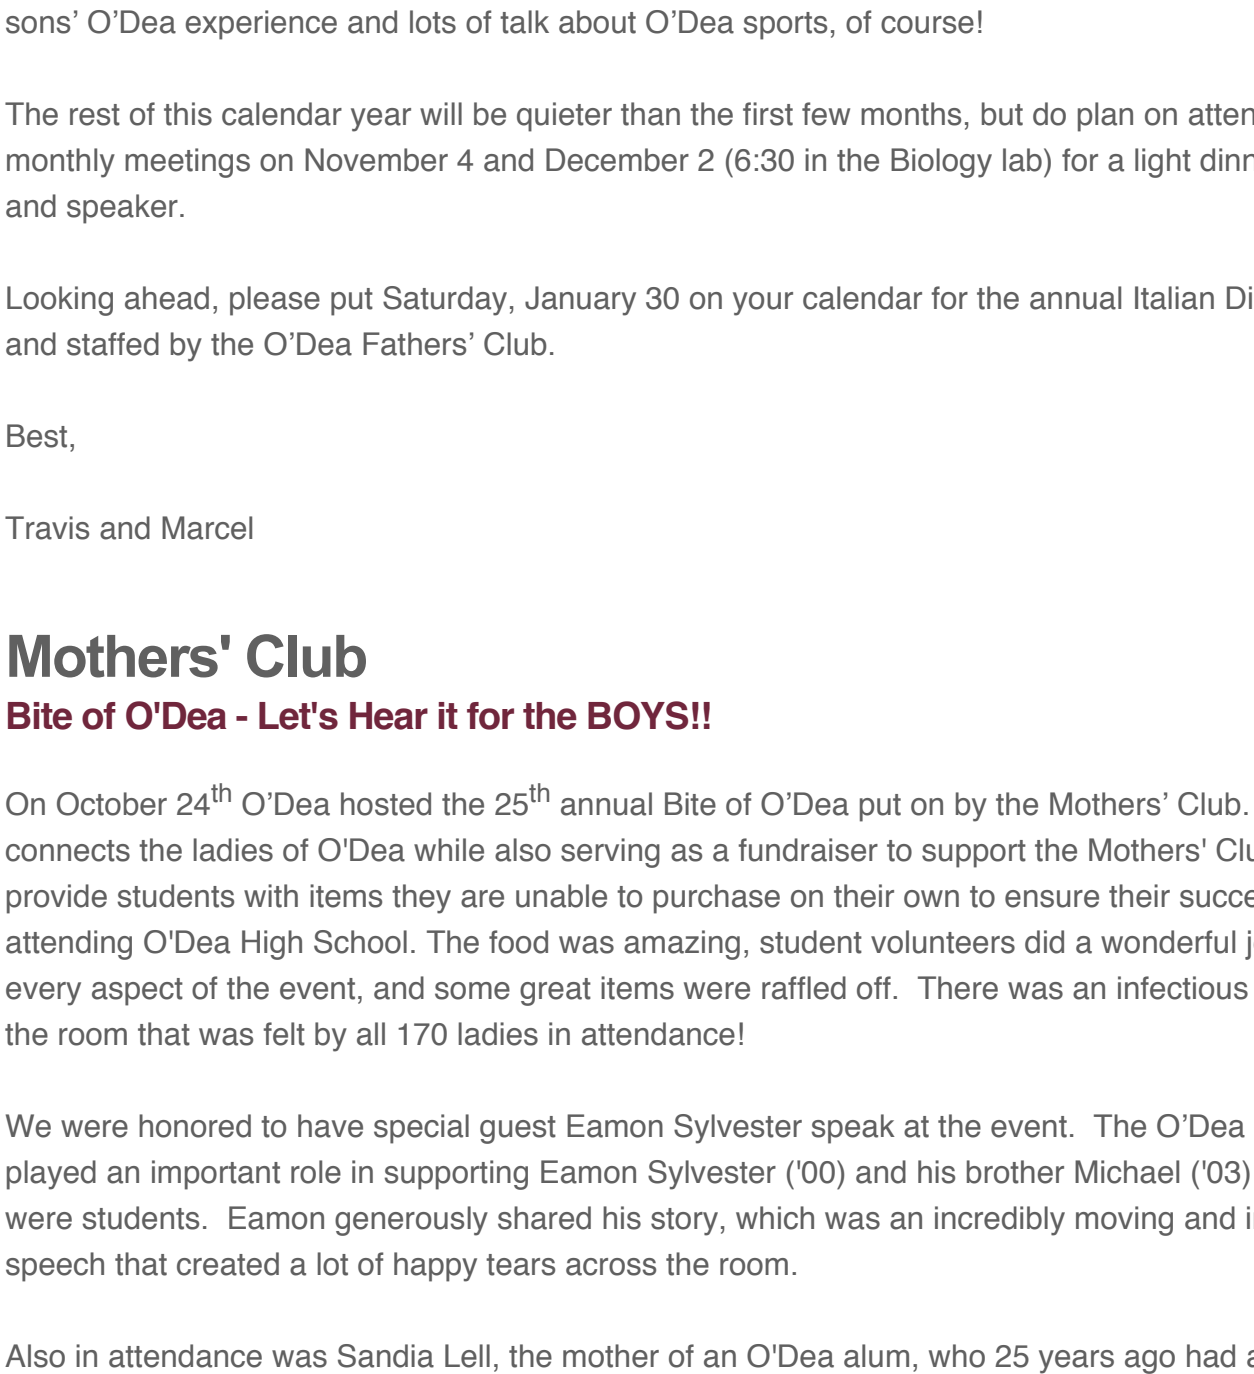 sons’ O’Dea experience and lots of talk about O’Dea sports, of course!
The rest of this calendar year will be quieter than the first few months, but do plan on
monthly meetings on November 4 and December 2 (6:30 in the Biology lab) for a light
and speaker.
Looking ahead, please put Saturday, January 30 on your calendar for the annual Italian
and staffed by the O’Dea Fathers’ Club.
Best,
Travis and Marcel
Mothers' Club
Bite of O'Dea - Let's Hear it for the BOYS!!
On October 24th O’Dea hosted the 25th annual Bite of O’Dea put on by the Mothers’ Club.
connects the ladies of O'Dea while also serving as a fundraiser to support the Mothers'
provide students with items they are unable to purchase on their own to ensure their
attending O'Dea High School. The food was amazing, student volunteers did a wonderful
every aspect of the event, and some great items were raffled off.  There was an infectious
the room that was felt by all 170 ladies in attendance!
We were honored to have special guest Eamon Sylvester speak at the event.  The O’Dea
played an important role in supporting Eamon Sylvester ('00) and his brother Michael ('03)
were students.  Eamon generously shared his story, which was an incredibly moving and
speech that created a lot of happy tears across the room.
Also in attendance was Sandia Lell, the mother of an O'Dea alum, who 25 years ago had